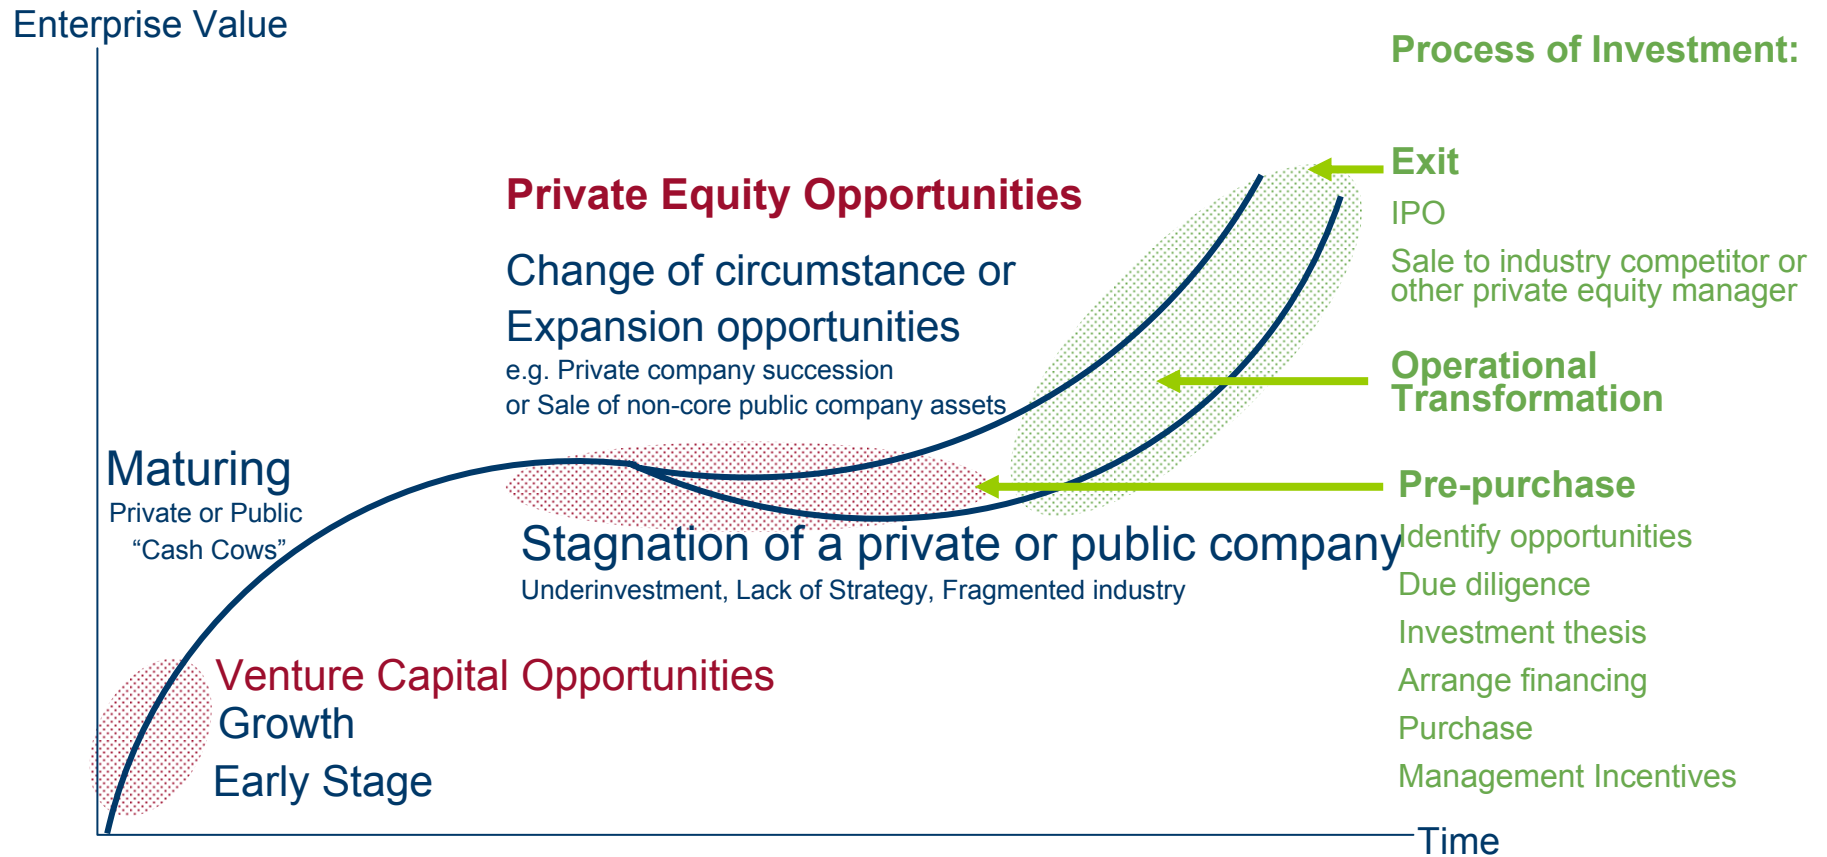 Enterprise Value
Process of Investment:
Private Equity Opportunities
Change of circumstance or
Expansion opportunities
e.g. Private company succession
or Sale of non-core public company assets
Maturing
Private or Public
“Cash Cows”
Stagnation of a private or public company
Underinvestment, Lack of Strategy, Fragmented industry
Venture Capital Opportunities
Growth
Early Stage
Exit
IPO
Sale to industry competitor or
other private equity manager
Operational
Transformation
Pre-purchase
Identify opportunities
Due diligence
Investment thesis
Arrange financing
Purchase
Management Incentives
Time